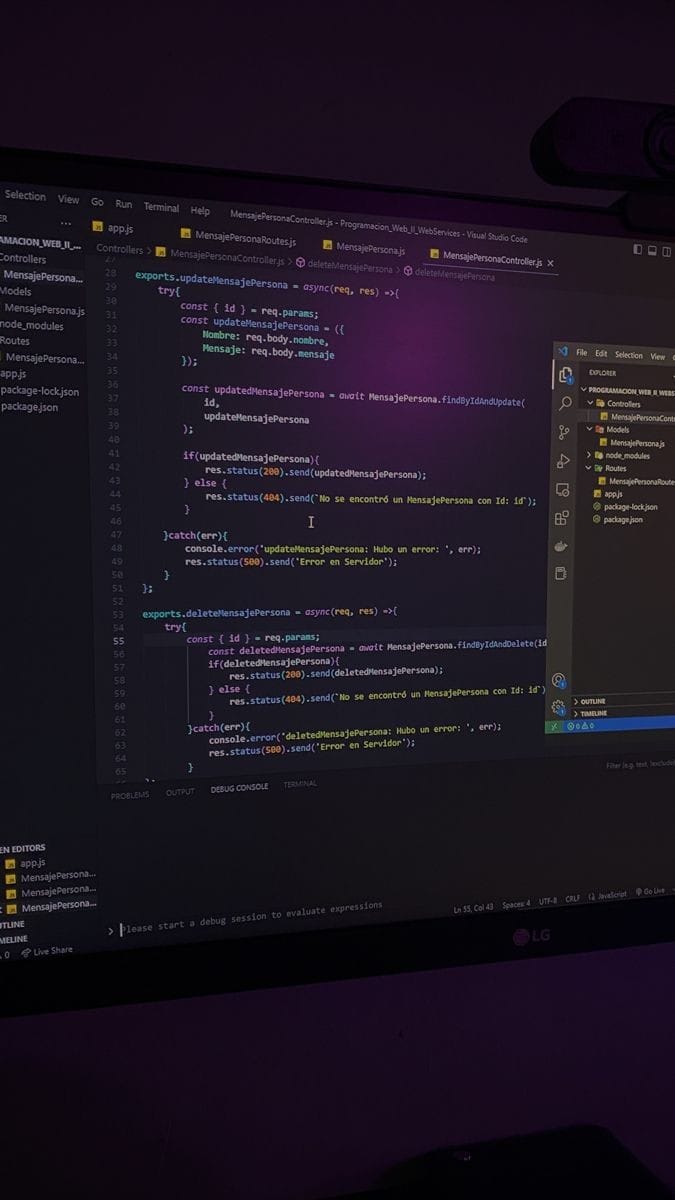 Selection View Go Run Terminal Help
MensajePersonaController.js - Programacion_Web_II_WebServices - Visual Studio Code
...
app.js
MensajePersonaRoutes.js
MensajePersona.js
MensajePersonaController.js
Controllers > MensajePersonaController.js > deleteMensajePersona > deleteMensajePersona
AMACION_WEB_II_...
Controllers
MensajePersona...
Models
MensajePersona.js
node_modules
Routes
MensajePersona...
app.js
package-lock.json
package.json
27
28 exports.updateMensajePersona = async(req, res) =>{
29 try{
30 const { id } = req.params;
31 const updateMensajePersona = ({
32 Nombre: req.body.nombre,
33 Mensaje: req.body.mensaje
34 });
35
36 const updatedMensajePersona = await MensajePersona.findByIdAndUpdate(
37 id,
38 updateMensajePersona
39 );
40
41 if(updatedMensajePersona){
42 res.status(200).send(updatedMensajePersona);
43 } else {
44 res.status(404).send(`No se encontró un MensajePersona con Id: id`);
45 }
46
47 }catch(err){
48 console.error('updateMensajePersona: Hubo un error: ', err);
49 res.status(500).send('Error en Servidor');
50 }
51 };
52
53 exports.deleteMensajePersona = async(req, res) =>{
54 try{
55 const { id } = req.params;
56 const deletedMensajePersona = await MensajePersona.findByIdAndDelete(id
57 if(deletedMensajePersona){
58 res.status(200).send(deletedMensajePersona);
59 } else {
60 res.status(404).send(`No se encontró un MensajePersona con Id: id`)
61 }
62 }catch(err){
63 console.error('deletedMensajePersona: Hubo un error: ', err);
64 res.status(500).send('Error en Servidor');
65 }
File Edit Selection View
EXPLORER
PROGRAMACION_WEB_II_WEBS
Controllers
MensajePersonaCont
Models
MensajePersona.js
node_modules
Routes
MensajePersonaRoute
app.js
package-lock.json
package.json
OUTLINE
TIMELINE
0 0
PROBLEMS OUTPUT DEBUG CONSOLE TERMINAL
Filter (e.g. text, !exclude
EN EDITORS
app.js
MensajePersona...
MensajePersona...
MensajePersona...
UTLINE
MELINE
0 Live Share
Please start a debug session to evaluate expressions
Ln 55, Col 43 Spaces: 4 UTF-8 CRLF JavaScript Go Live
LG